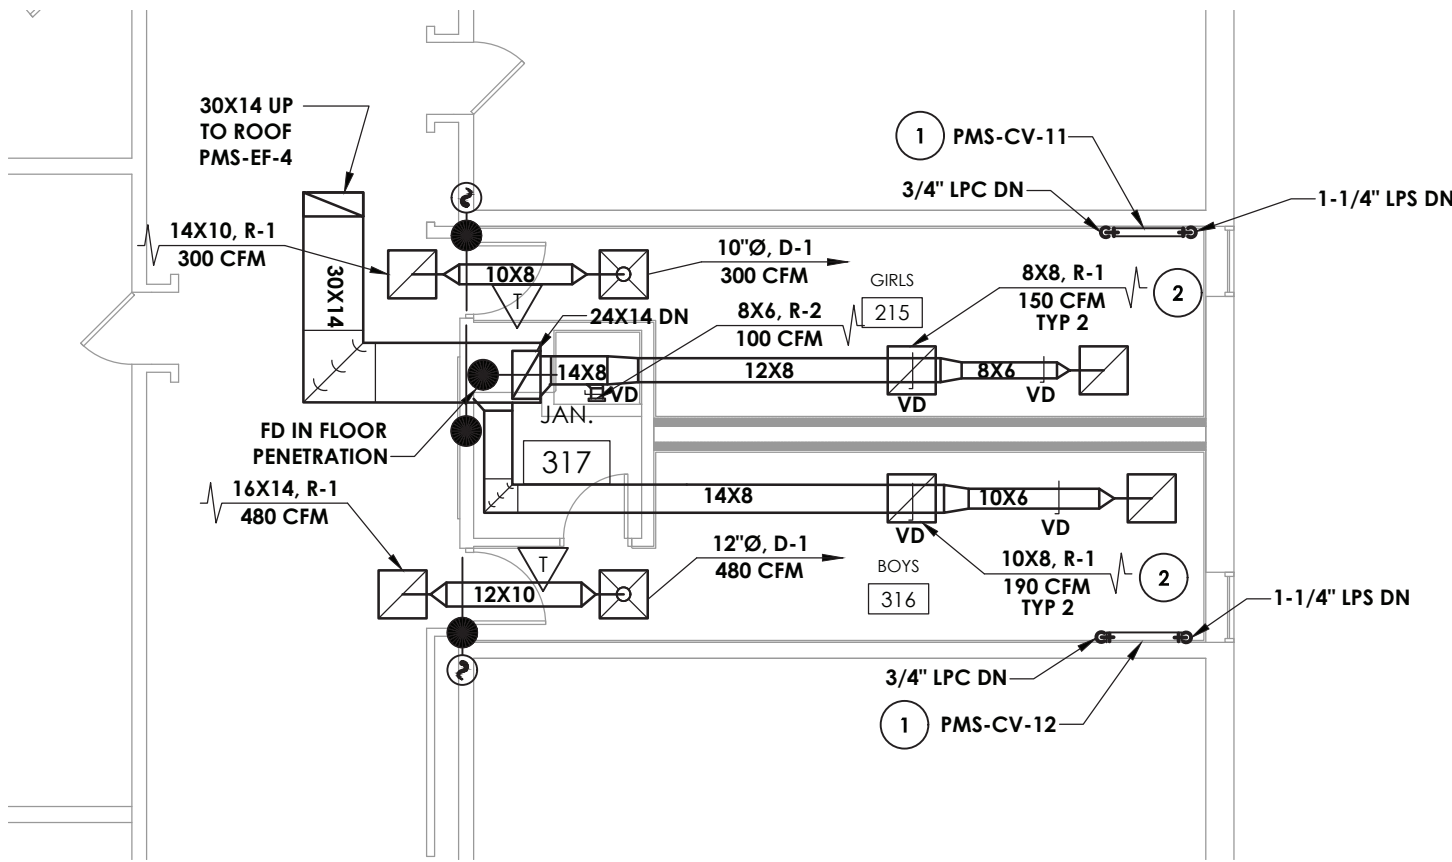 30X14 UP
TO ROOF
PMS-EF-4
1
PMS-CV-11
3/4" LPC DN
1-1/4" LPS DN
14X10, R-1
300 CFM
30X14
10X8
T
10"Ø, D-1
300 CFM
GIRLS
215
8X8, R-1
150 CFM
TYP 2
2
24X14 DN
8X6, R-2
100 CFM
14X8
VD
12X8
VD
8X6
VD
JAN.
317
FD IN FLOOR
PENETRATION
16X14, R-1
480 CFM
14X8
VD
10X6
VD
T
12X10
12"Ø, D-1
480 CFM
BOYS
316
10X8, R-1
190 CFM
TYP 2
2
1-1/4" LPS DN
3/4" LPC DN
1
PMS-CV-12